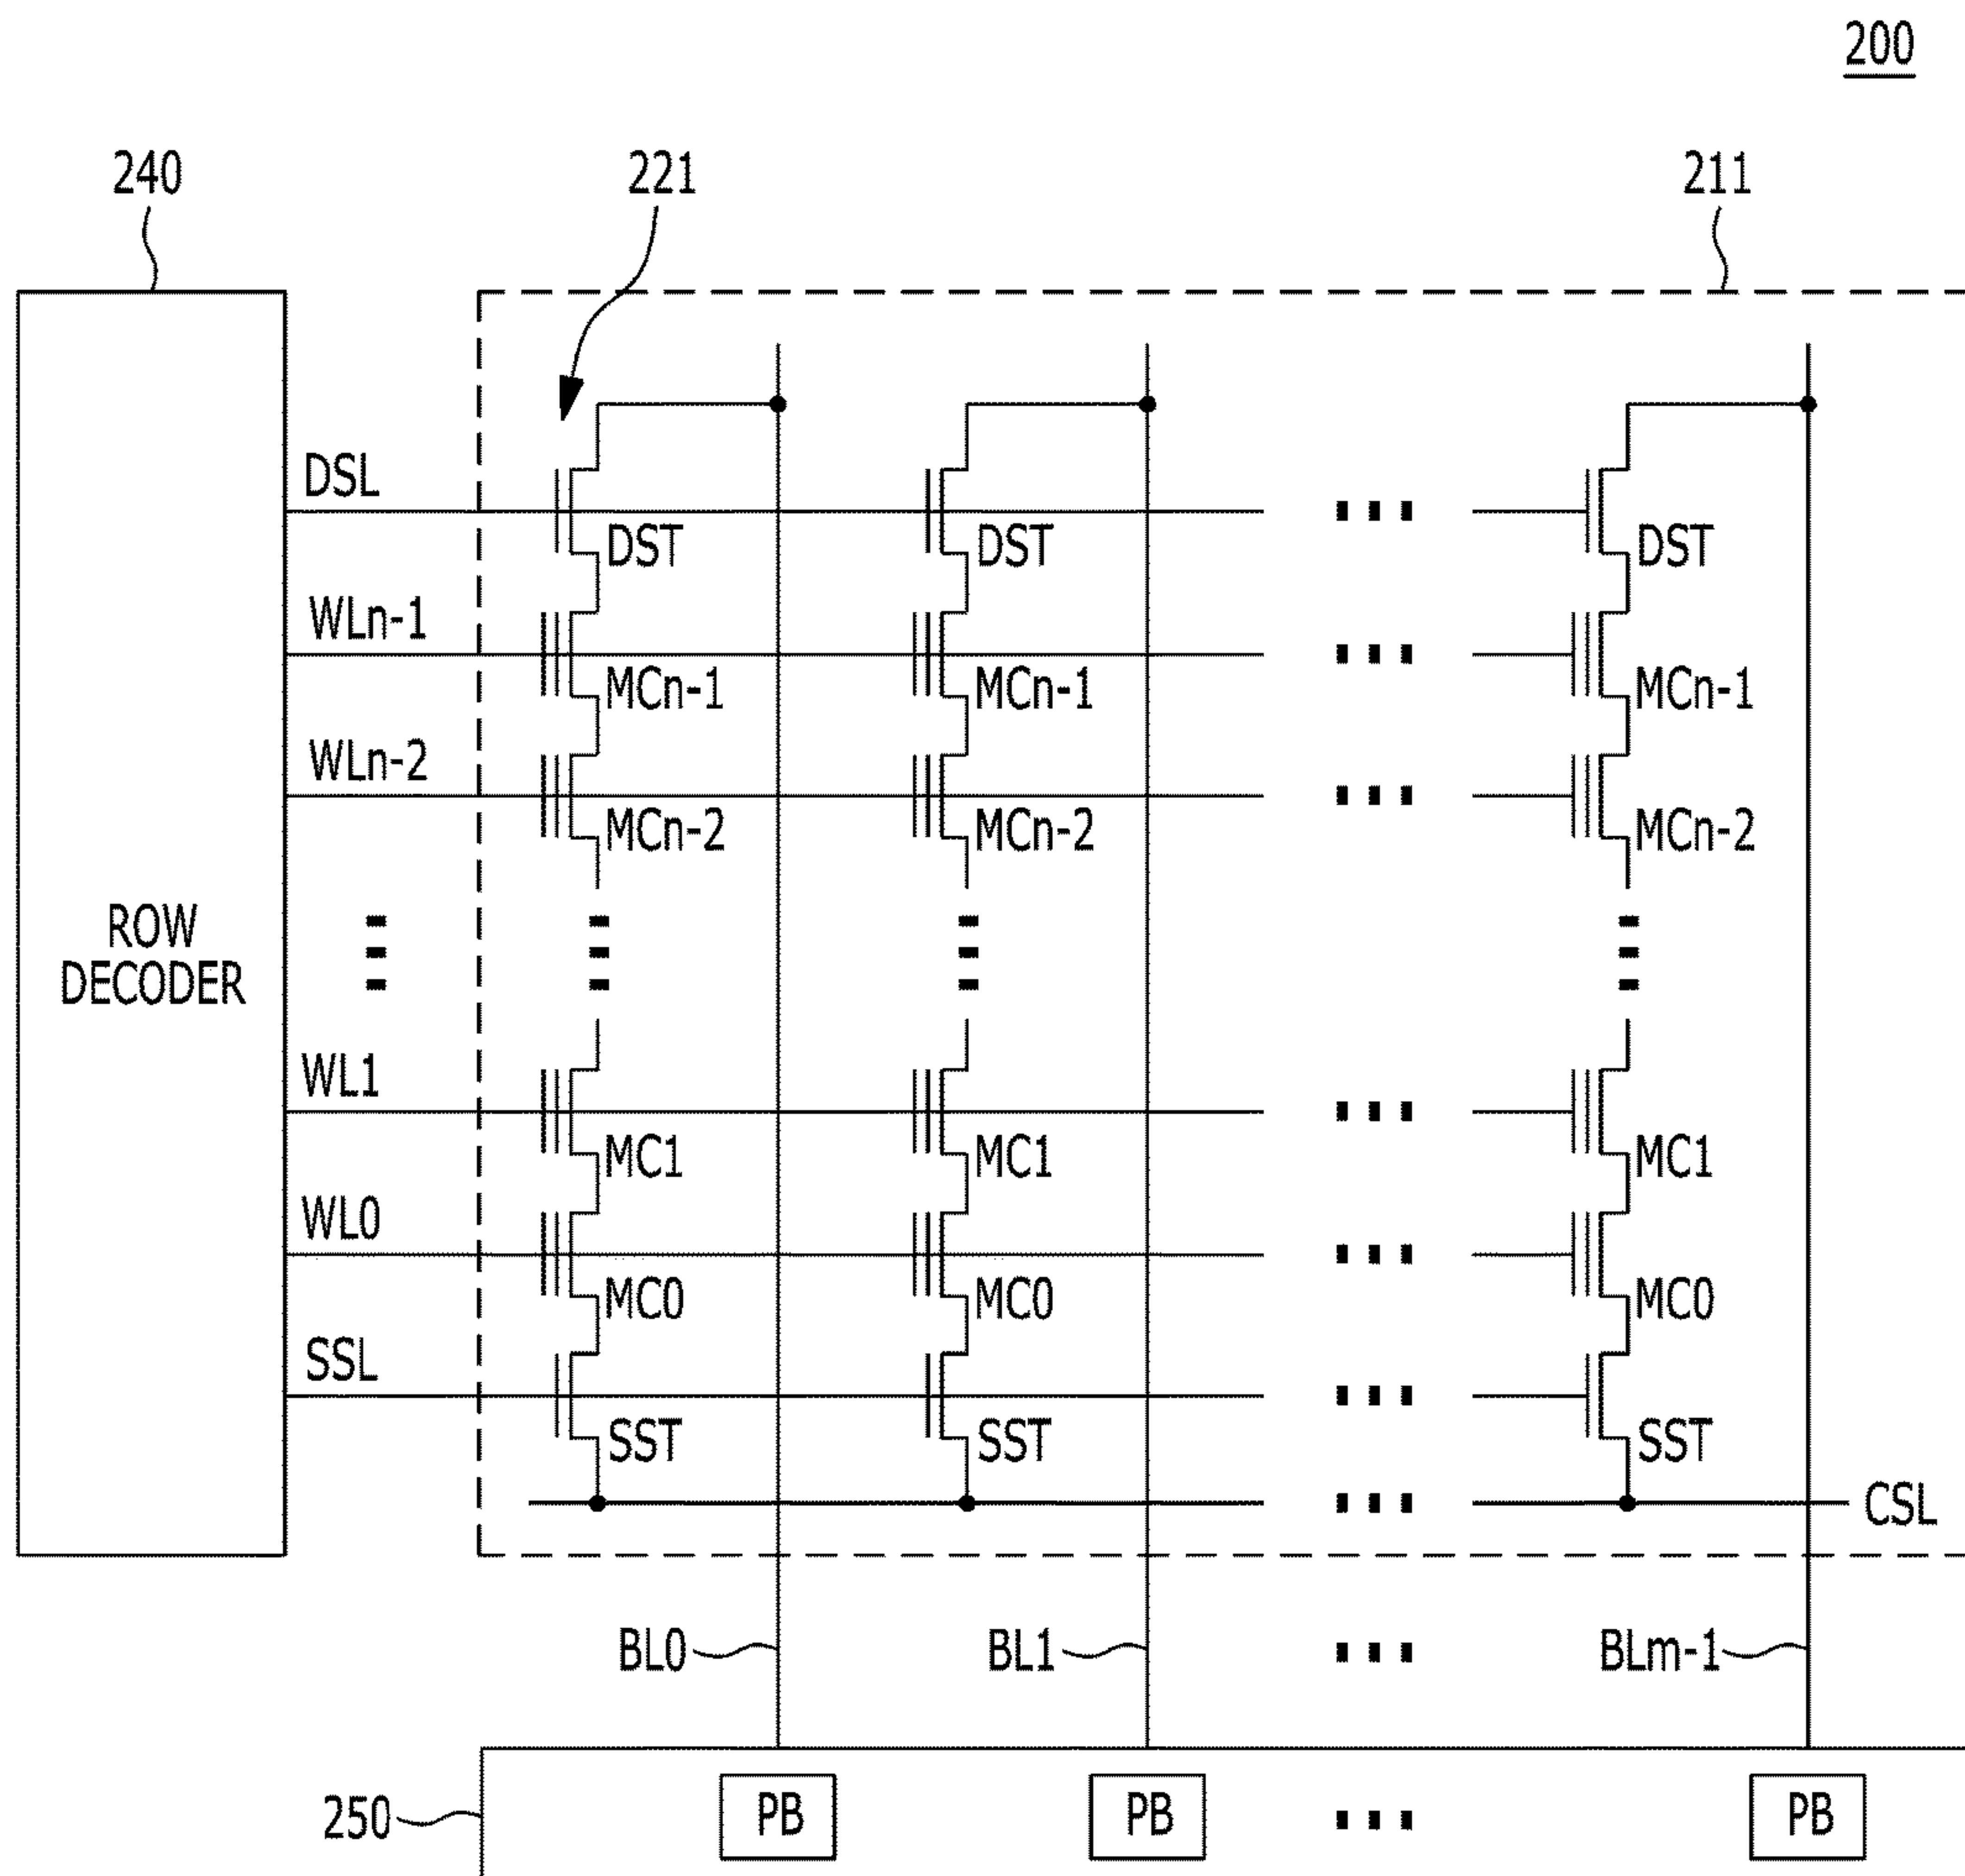 200
240
221
211
DSL
DST
DST
DST
WLn-1
MCn-1
MCn-1
MCn-1
WLn-2
MCn-2
MCn-2
MCn-2
ROW
DECODER
WL1
MC1
MC1
MC1
WL0
MC0
MC0
MC0
SSL
SST
SST
SST
CSL
BL0
BL1
BLm-1
250
PB
PB
PB